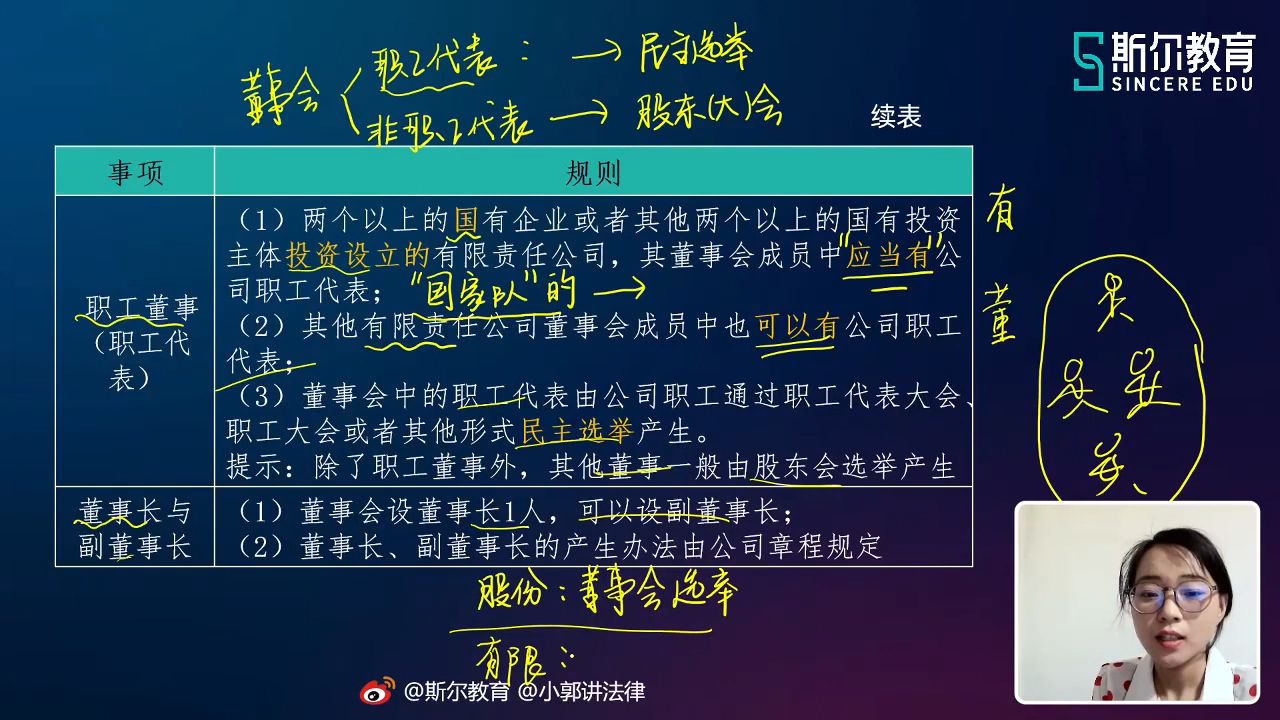 董事会
职工代表：→民主选举
非职工代表→股东(大)会
斯尔教育
SINCERE EDU
续表
事项
规则
职工董事
（职工代
表）
（1）两个以上的国有企业或者其他两个以上的国有投资
主体投资设立的有限责任公司，其董事会成员中"应当有"公
司职工代表；
"国家队"的→
（2）其他有限责任公司董事会成员中也可以有公司职工
代表；
（3）董事会中的职工代表由公司职工通过职工代表大会、
职工大会或者其他形式民主选举产生。
提示：除了职工董事外，其他董事一般由股东会选举产生
董事长与
副董事长
（1）董事会设董事长1人，可以设副董事长；
（2）董事长、副董事长的产生办法由公司章程规定
有
董
股份：董事会选举
有限：
@斯尔教育 @小郭讲法律